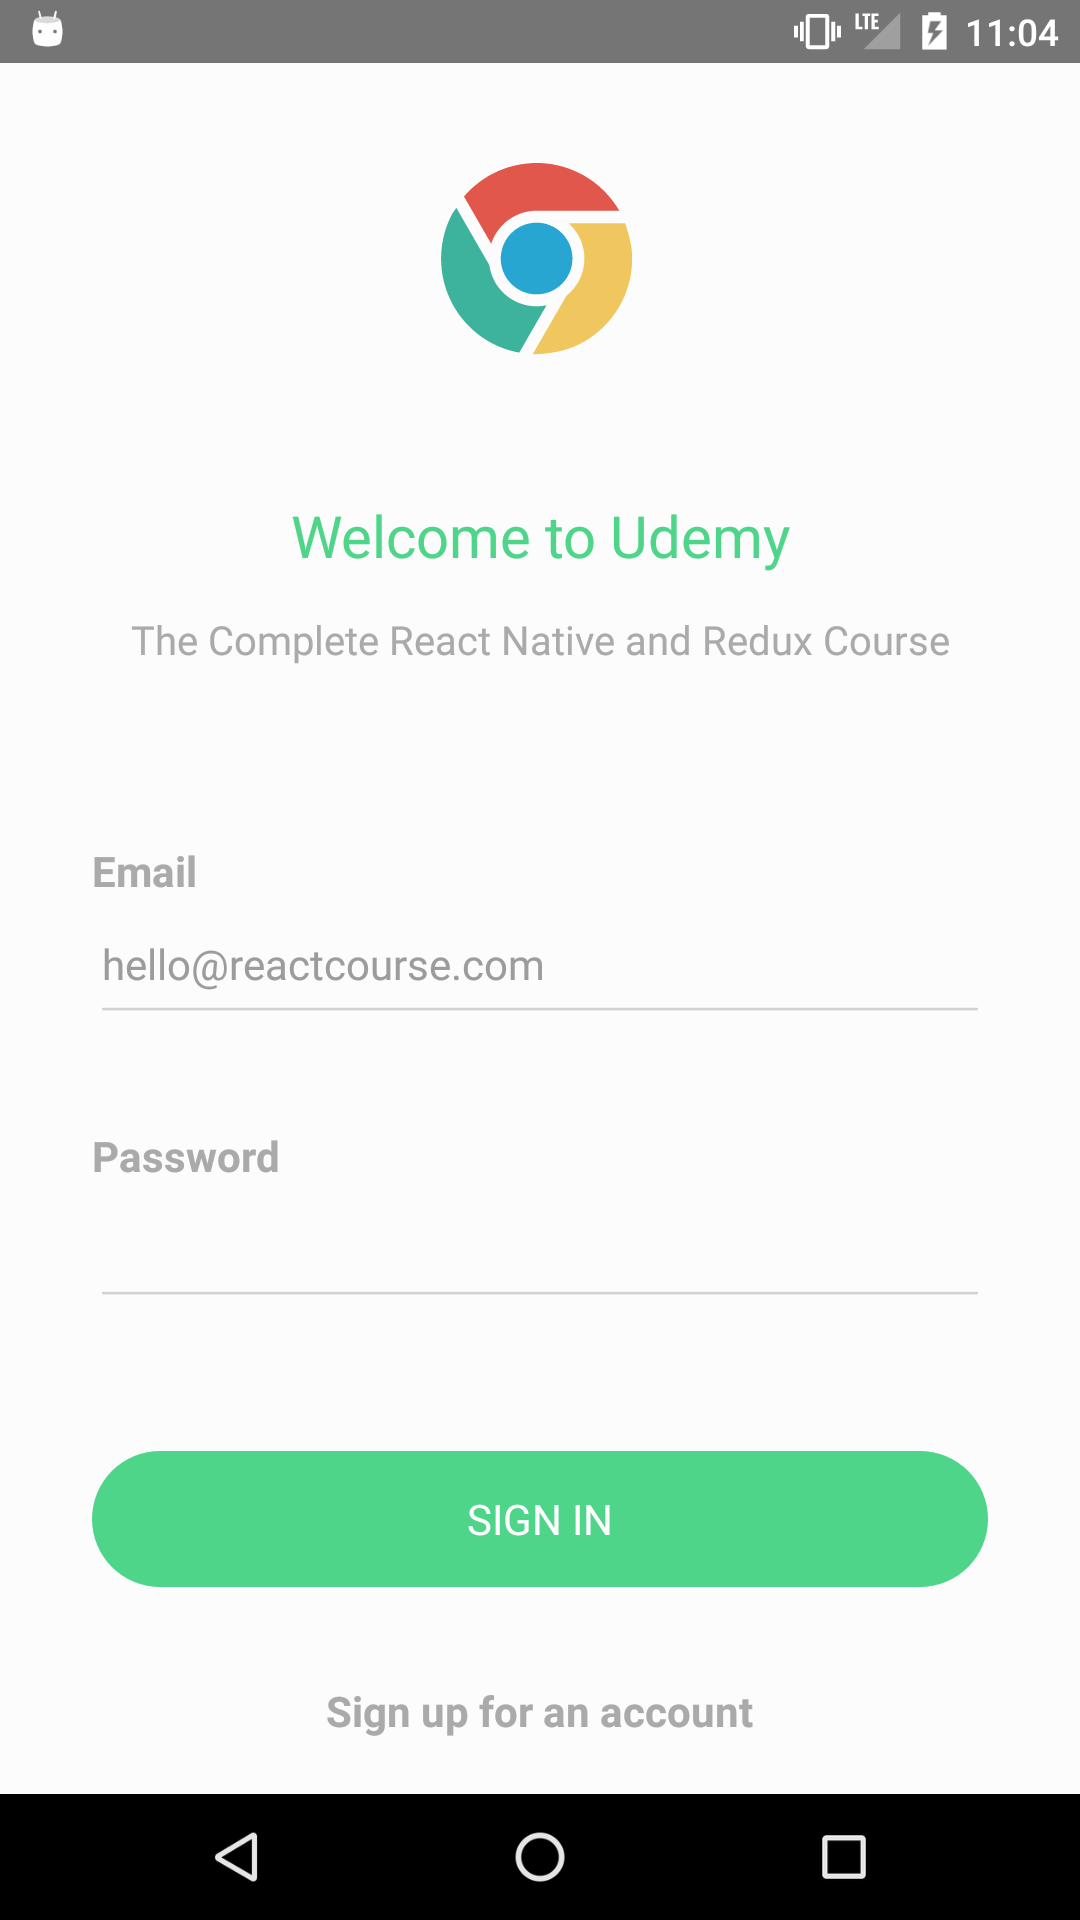 LTE 11:04
Welcome to Udemy
The Complete React Native and Redux Course
Email
hello@reactcourse.com
Password
SIGN IN
Sign up for an account